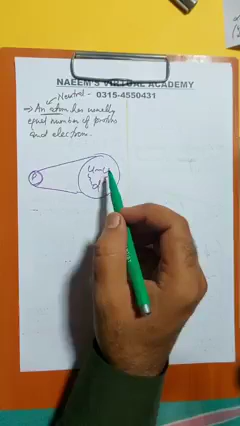 NAEEM'S VIRTUAL ACADEMY
Neutral 0315-4550431
→ An atom has usually
equal number of protons
and electron.
P
u-u
d